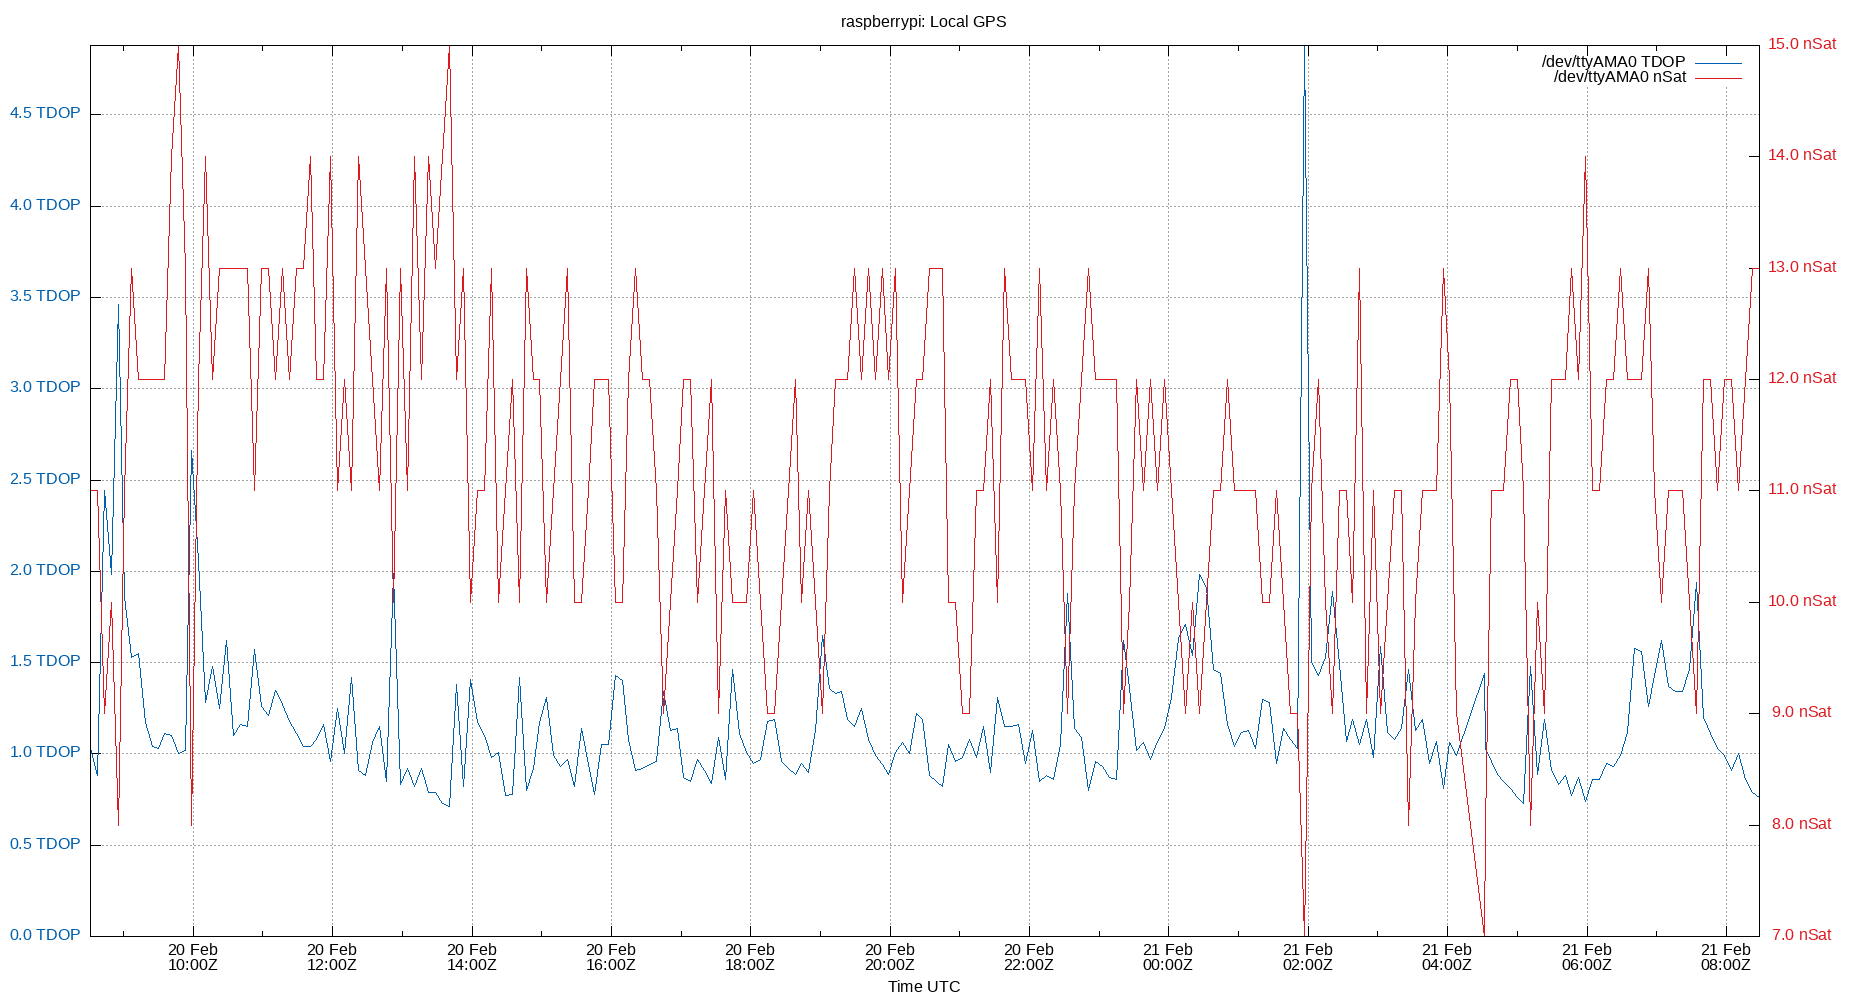 raspberrypi: Local GPS
/dev/ttyAMA0 TDOP
/dev/ttyAMA0 nSat
4.5 TDOP
4.0 TDOP
3.5 TDOP
3.0 TDOP
2.5 TDOP
2.0 TDOP
1.5 TDOP
1.0 TDOP
0.5 TDOP
0.0 TDOP
15.0 nSat
14.0 nSat
13.0 nSat
12.0 nSat
11.0 nSat
10.0 nSat
9.0 nSat
8.0 nSat
7.0 nSat
20 Feb
10:00Z
20 Feb
12:00Z
20 Feb
14:00Z
20 Feb
16:00Z
20 Feb
18:00Z
20 Feb
20:00Z
20 Feb
22:00Z
21 Feb
00:00Z
21 Feb
02:00Z
21 Feb
04:00Z
21 Feb
06:00Z
21 Feb
08:00Z
Time UTC